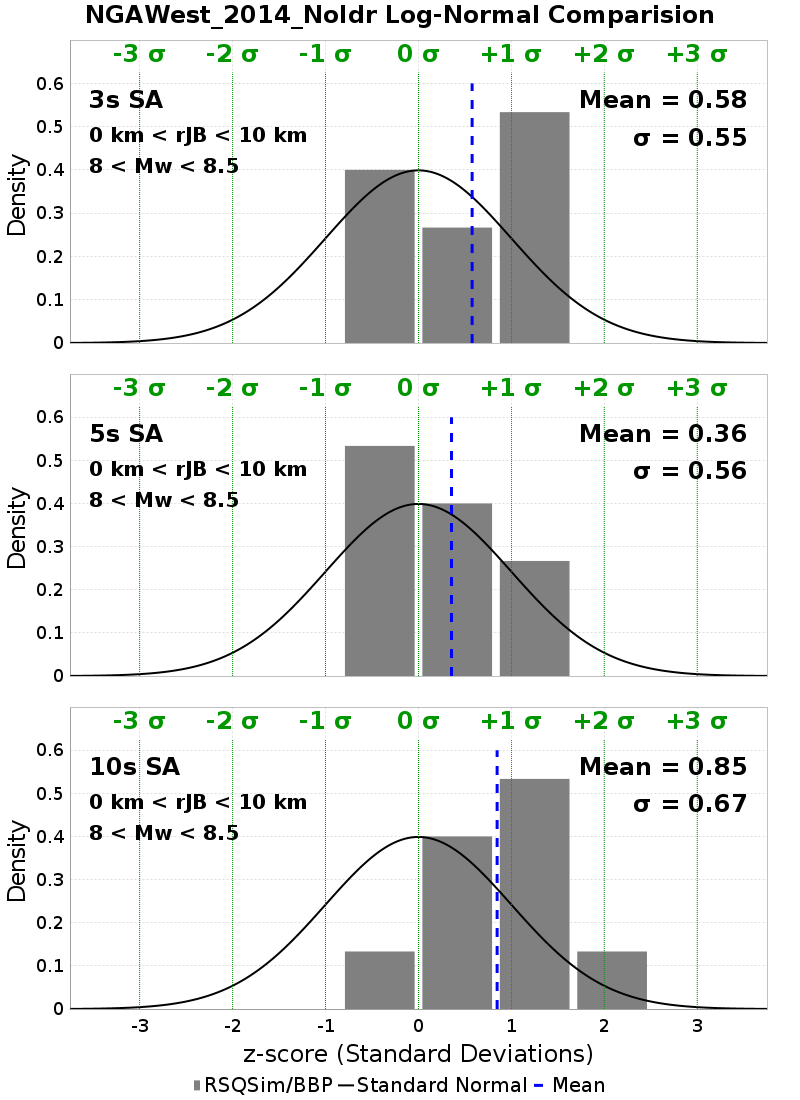 NGAWest_2014_NoIdr Log-Normal Comparision
-3 σ -2 σ -1 σ 0 σ +1 σ +2 σ +3 σ
3s SA
0 km < rJB < 10 km
8 < Mw < 8.5
Mean = 0.58
σ = 0.55
Density
0.6
0.5
0.4
0.3
0.2
0.1
0
-3 σ -2 σ -1 σ 0 σ +1 σ +2 σ +3 σ
5s SA
0 km < rJB < 10 km
8 < Mw < 8.5
Mean = 0.36
σ = 0.56
Density
0.6
0.5
0.4
0.3
0.2
0.1
0
-3 σ -2 σ -1 σ 0 σ +1 σ +2 σ +3 σ
10s SA
0 km < rJB < 10 km
8 < Mw < 8.5
Mean = 0.85
σ = 0.67
Density
0.6
0.5
0.4
0.3
0.2
0.1
0
-3 -2 -1 0 1 2 3
z-score (Standard Deviations)
RSQSim/BBP Standard Normal Mean